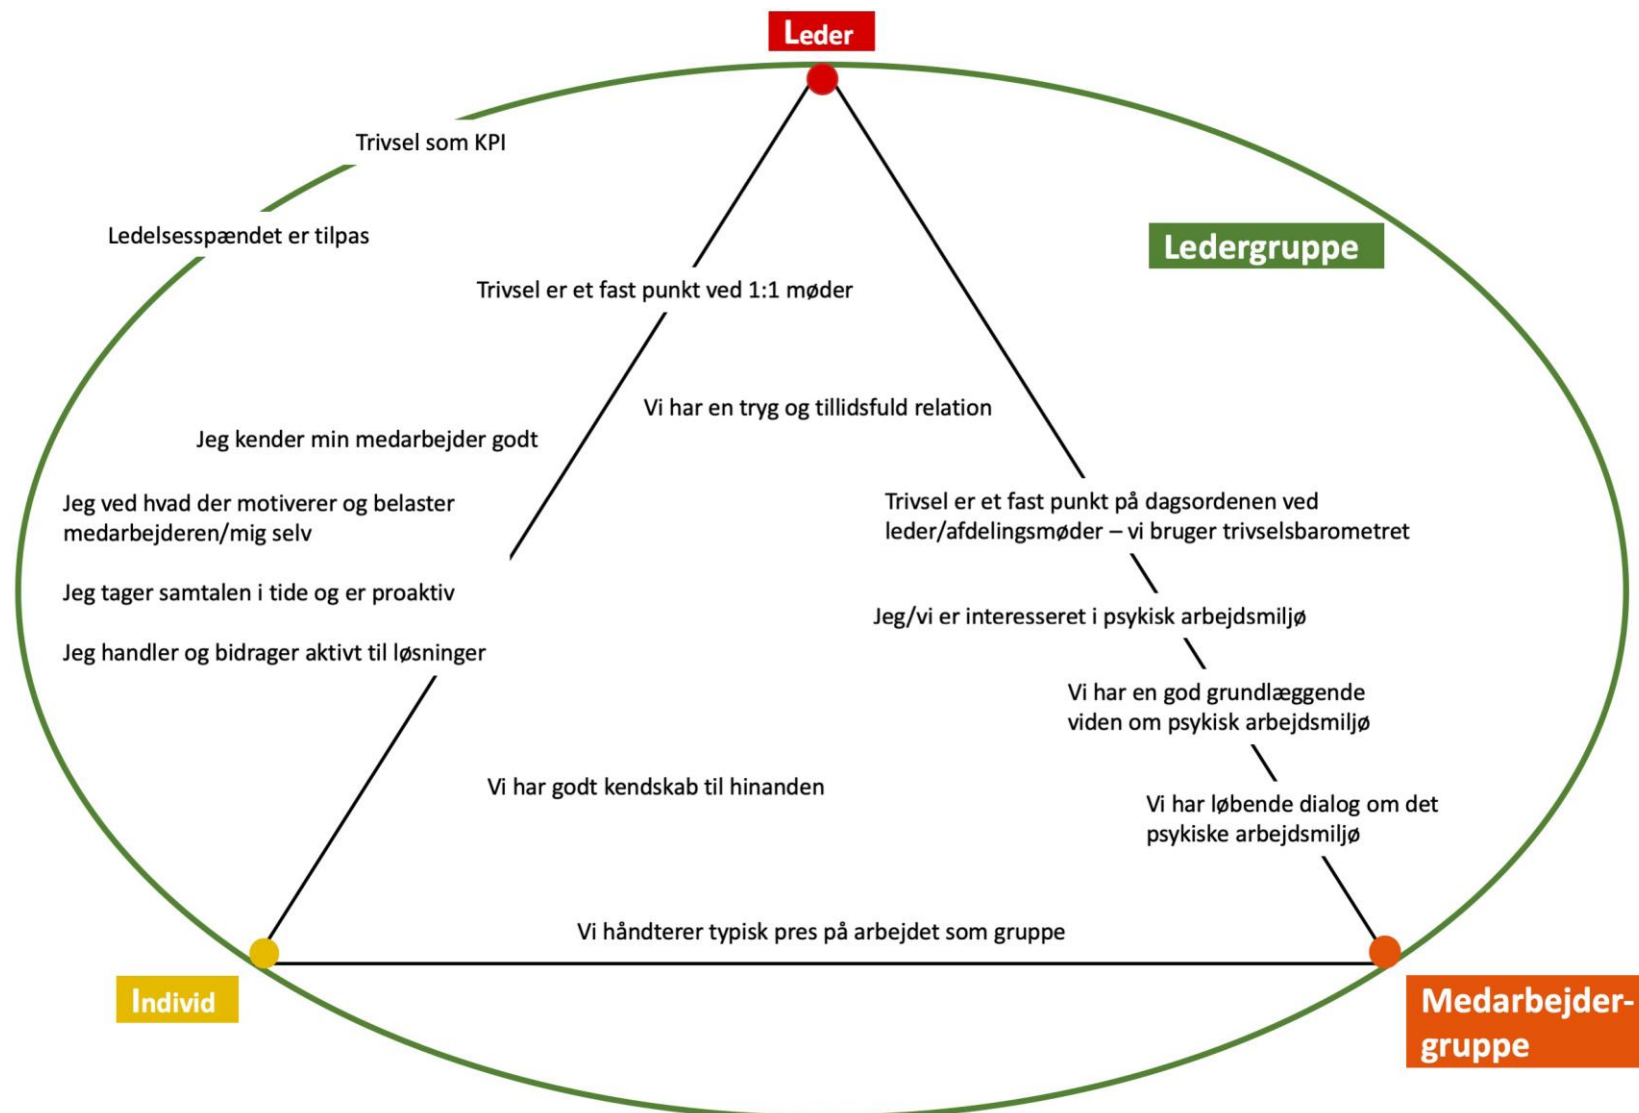 Leder
Trivsel som KPI
Ledelsesspændet er tilpas
Ledergruppe
Trivsel er et fast punkt ved 1:1 møder
Vi har en tryg og tillidsfuld relation
Jeg kender min medarbejder godt
Jeg ved hvad der motiverer og belaster
medarbejderen/mig selv
Trivsel er et fast punkt på dagsordenen ved
leder/afdelingsmøder – vi bruger trivselsbarometret
Jeg tager samtalen i tide og er proaktiv
Jeg/vi er interesseret i psykisk arbejdsmiljø
Jeg handler og bidrager aktivt til løsninger
Vi har en god grundlæggende
viden om psykisk arbejdsmiljø
Vi har godt kendskab til hinanden
Vi har løbende dialog om det
psykiske arbejdsmiljø
Vi håndterer typisk pres på arbejdet som gruppe
Individ
Medarbejder-
gruppe